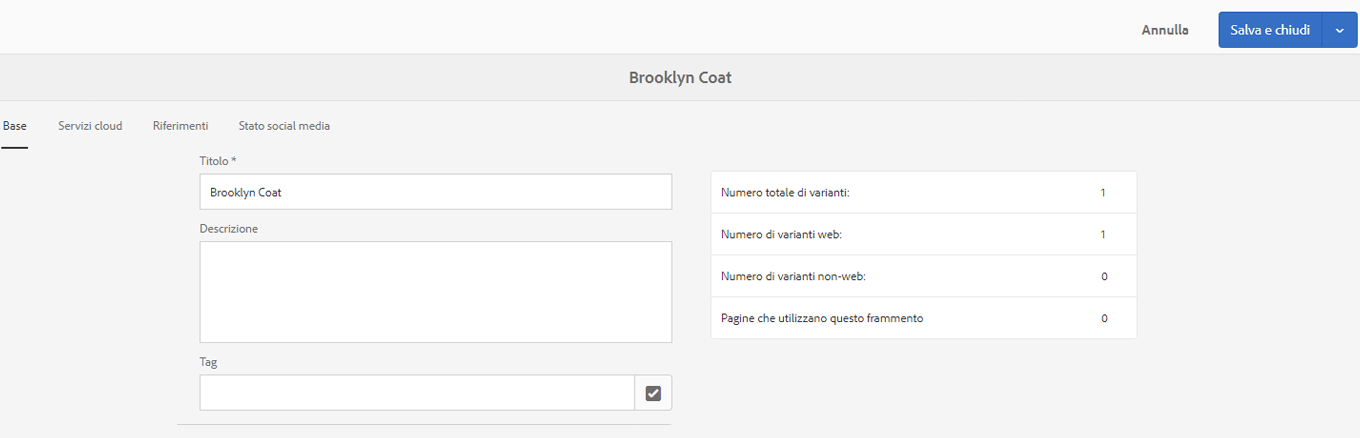 Annulla
Salva e chiudi
Brooklyn Coat
Base Servizi cloud Riferimenti Stato social media
Titolo *
Brooklyn Coat
Descrizione
Tag
Numero totale di varianti: 1
Numero di varianti web: 1
Numero di varianti non-web: 0
Pagine che utilizzano questo frammento 0